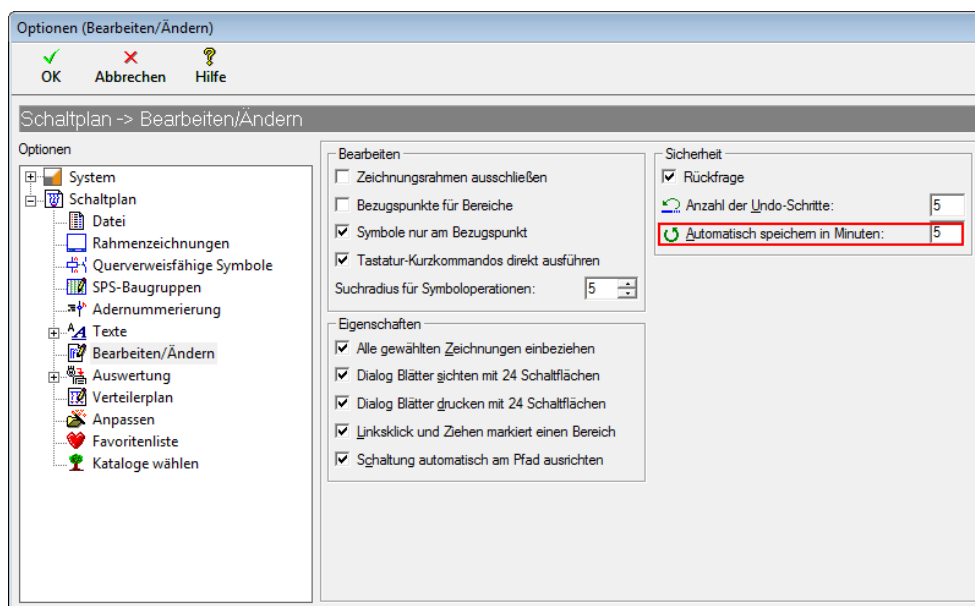 Optionen (Bearbeiten/Ändern)
OK Abbrechen Hilfe
Schaltplan -> Bearbeiten/Ändern
Optionen
System
Schaltplan
Datei
Rahmenzeichnungen
Querverweisfähige Symbole
SPS-Baugruppen
Adernummerierung
Texte
Bearbeiten/Ändern
Auswertung
Verteilerplan
Anpassen
Favoritenliste
Kataloge wählen
Bearbeiten
Zeichnungsrahmen ausschließen
Bezugspunkte für Bereiche
Symbole nur am Bezugspunkt
Tastatur-Kurzkommandos direkt ausführen
Suchradius für Symboloperationen: 5
Eigenschaften
Alle gewählten Zeichnungen einbeziehen
Dialog Blätter sichten mit 24 Schaltflächen
Dialog Blätter drucken mit 24 Schaltflächen
Linksklick und Ziehen markiert einen Bereich
Schaltung automatisch am Pfad ausrichten
Sicherheit
Rückfrage
Anzahl der Undo-Schritte: 5
Automatisch speichern in Minuten: 5